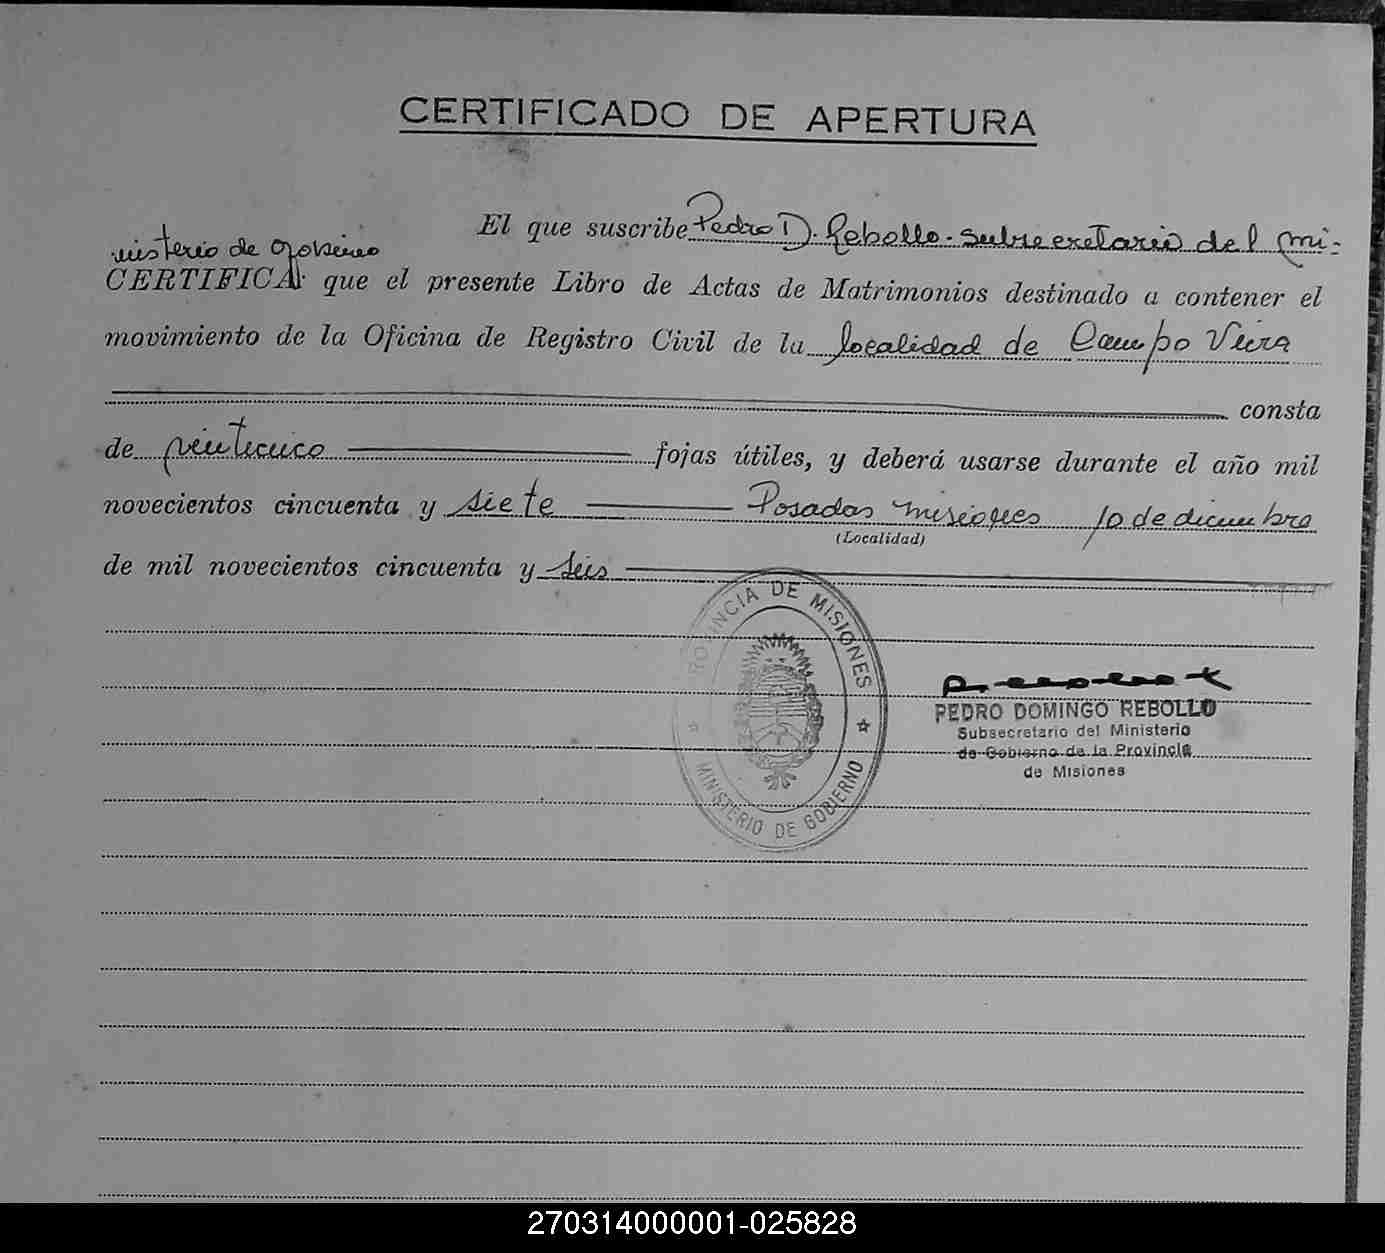 CERTIFICADO DE APERTURA
El que suscribe Pedro D. Rebollo - Subsecretario del Mi-
nisterio de Gobierno
CERTIFICA: que el presente Libro de Actas de Matrimonios destinado a contener el
movimiento de la Oficina de Registro Civil de la localidad de Campo Viera
consta
de veinticinco fojas útiles, y deberá usarse durante el año mil
novecientos cincuenta y siete Posadas Misiones 10 de diciembre
(Localidad)
de mil novecientos cincuenta y seis
PROVINCIA DE MISIONES
MINISTERIO DE GOBIERNO
PEDRO DOMINGO REBOLLO
Subsecretario del Ministerio
de Gobierno de la Provincia
de Misiones
270314000001-025828